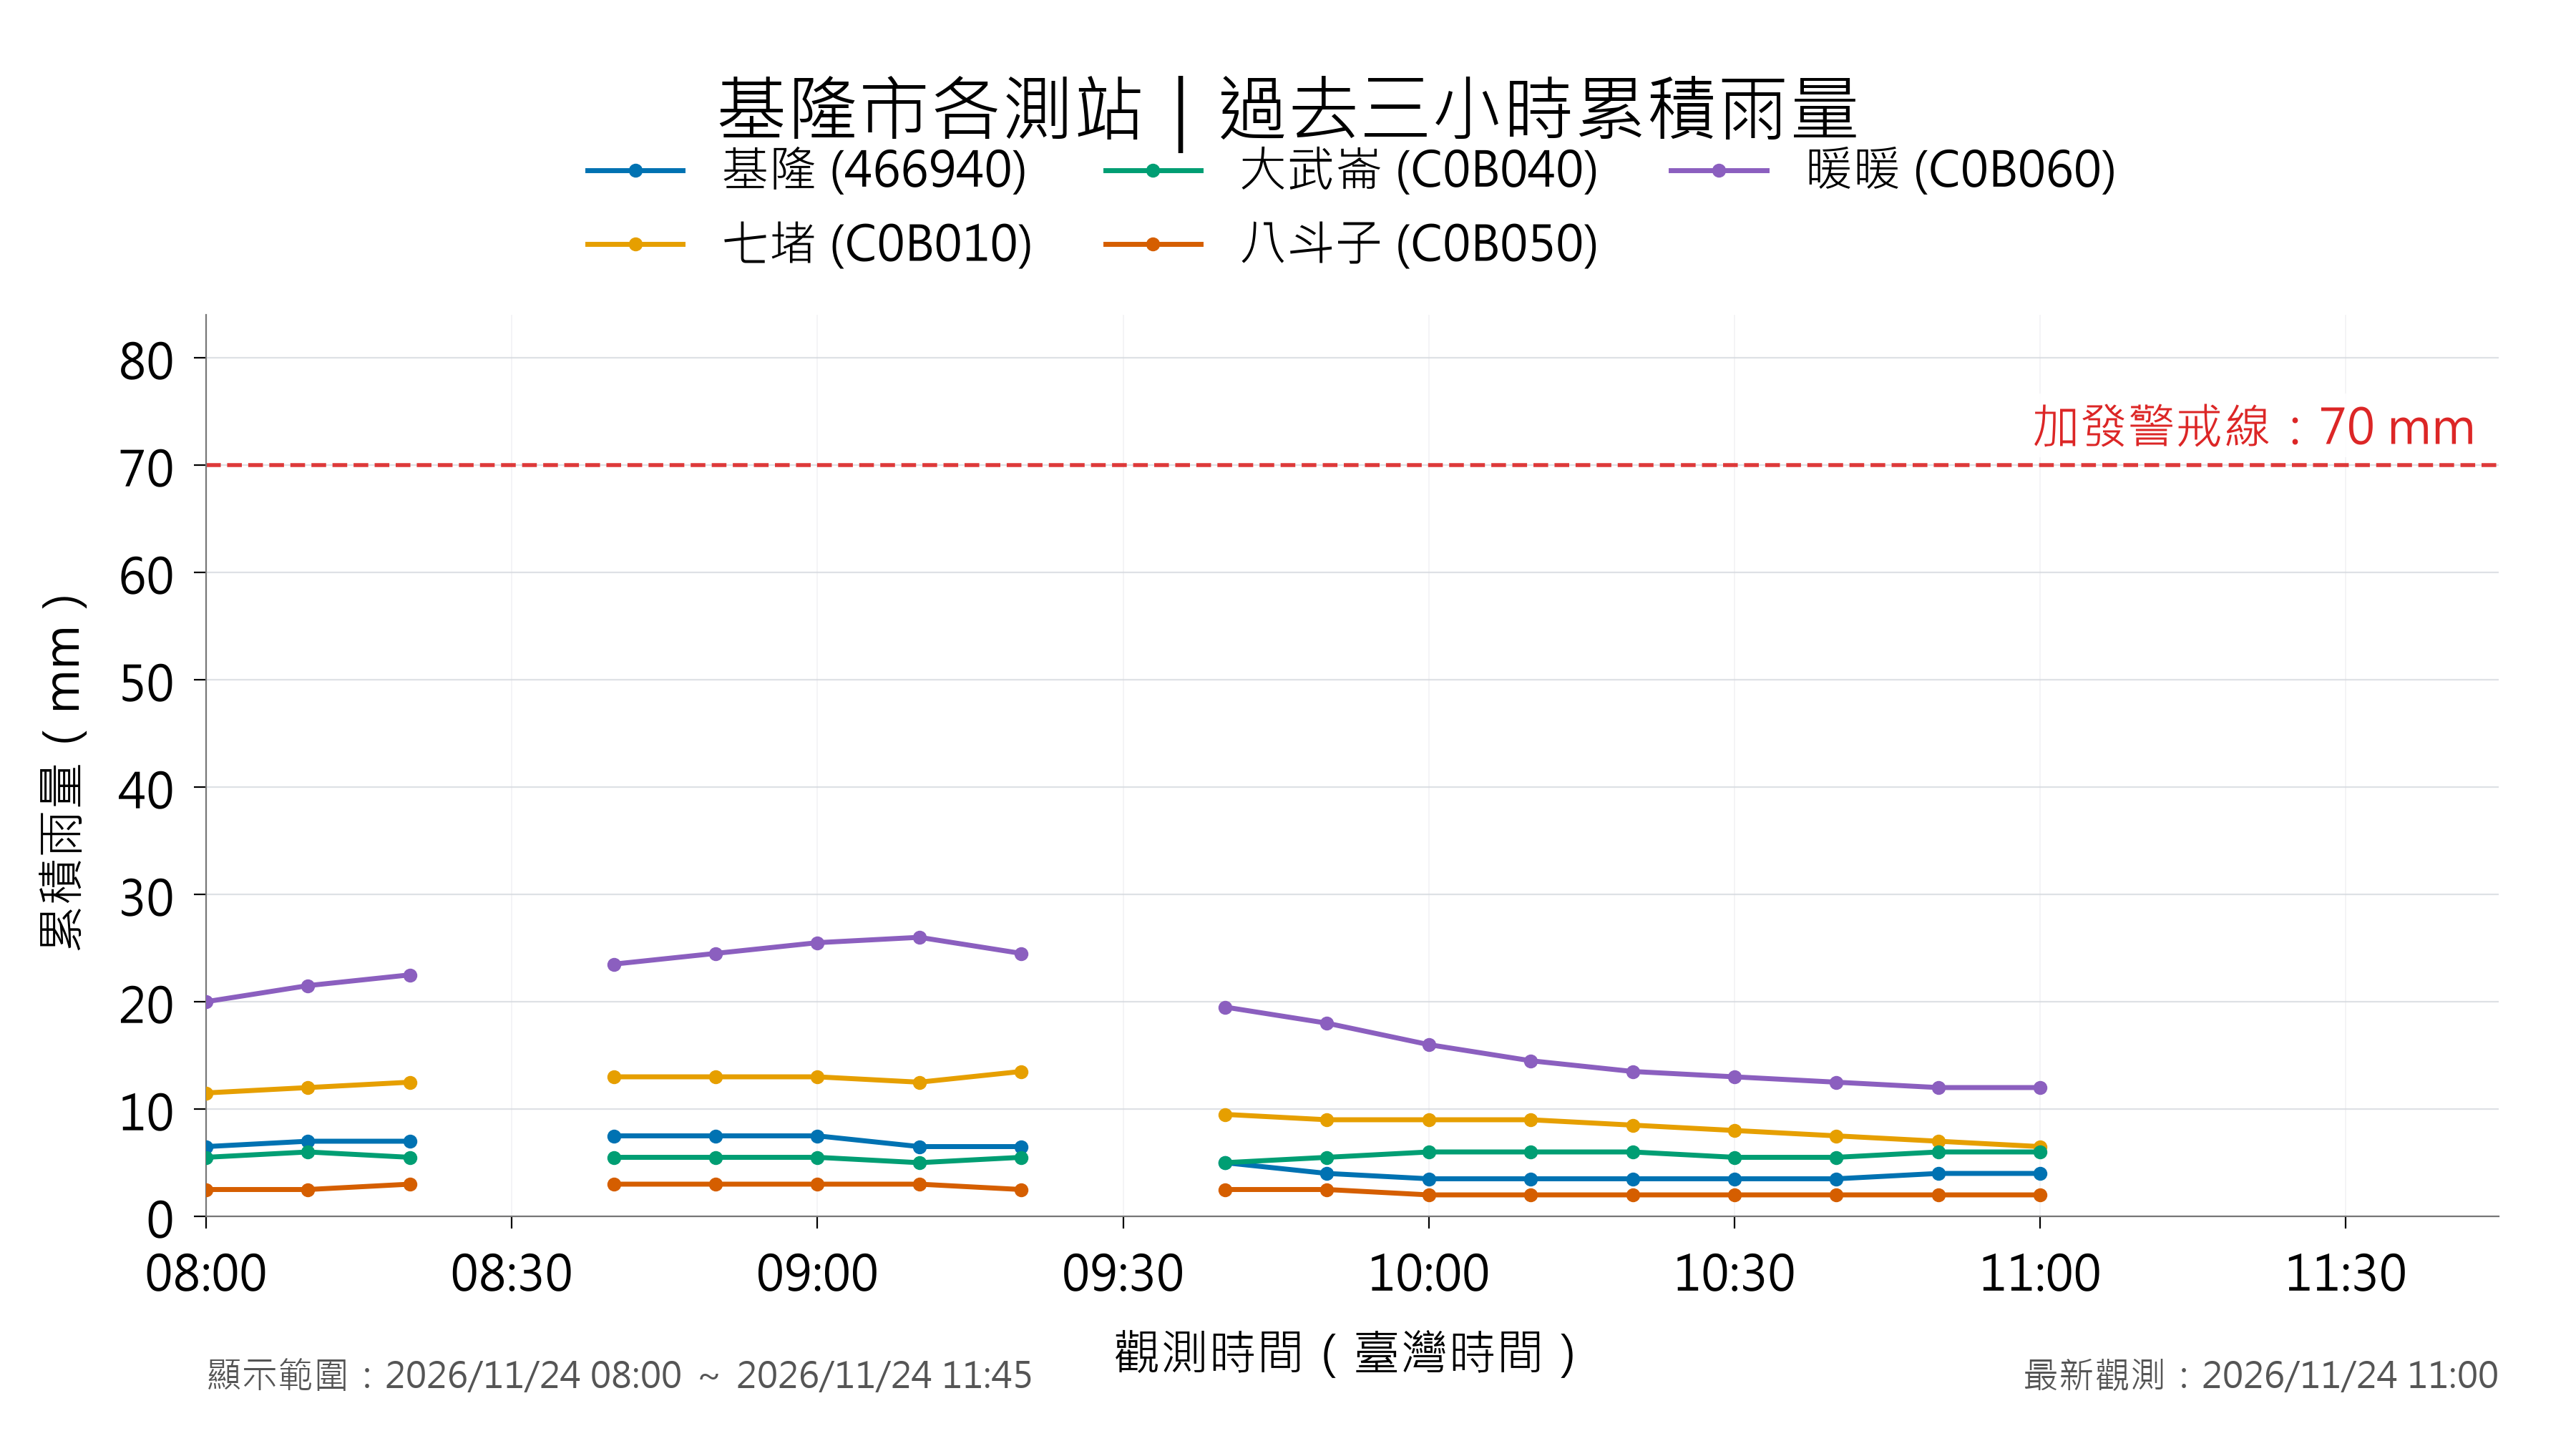 基隆市各測站｜過去三小時累積雨量
基隆 (466940) 大武崙 (C0B040) 暖暖 (C0B060)
七堵 (C0B010) 八斗子 (C0B050)
累積雨量（mm）
80
70
60
50
40
30
20
10
0
加發警戒線：70 mm
08:00 08:30 09:00 09:30 10:00 10:30 11:00 11:30
觀測時間（臺灣時間）
顯示範圍：2026/11/24 08:00 ~ 2026/11/24 11:45
最新觀測：2026/11/24 11:00